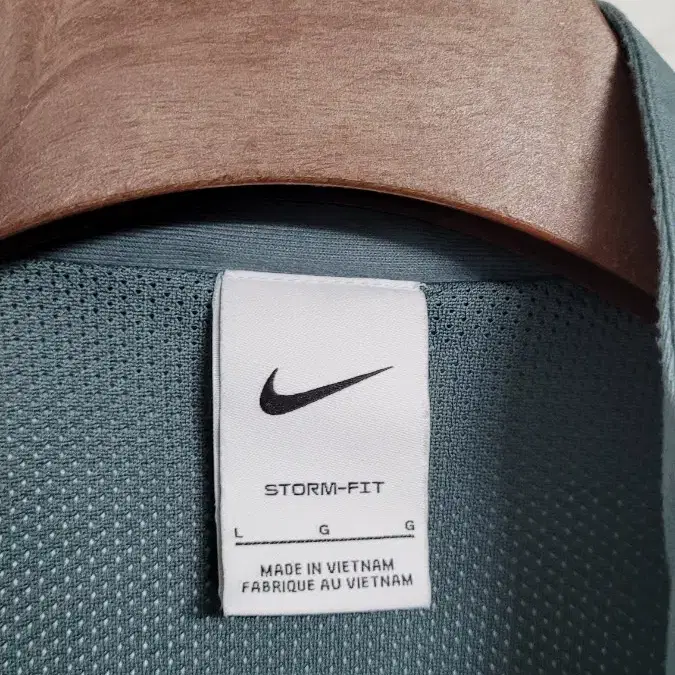 STORM-FIT
L G G
MADE IN VIETNAM
FABRIQUE AU VIETNAM